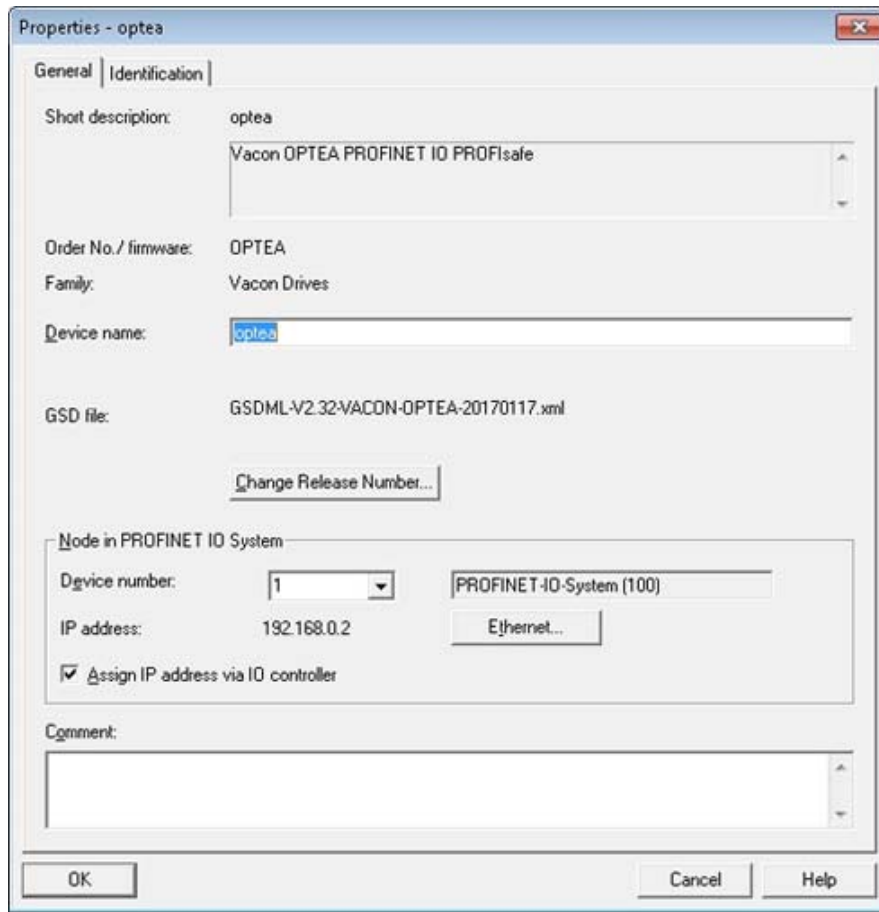 Properties - optea
General Identification
Short description: optea
Vacon OPTEA PROFINET IO PROFIsafe
Order No./ firmware: OPTEA
Family: Vacon Drives
Device name: optea
GSD file: GSDML-V2.32-VACON-OPTEA-20170117.xml
Change Release Number...
Node in PROFINET IO System
Device number: 1 PROFINET-IO-System (100)
IP address: 192.168.0.2 Ethernet...
Assign IP address via IO controller
Comment:
OK Cancel Help